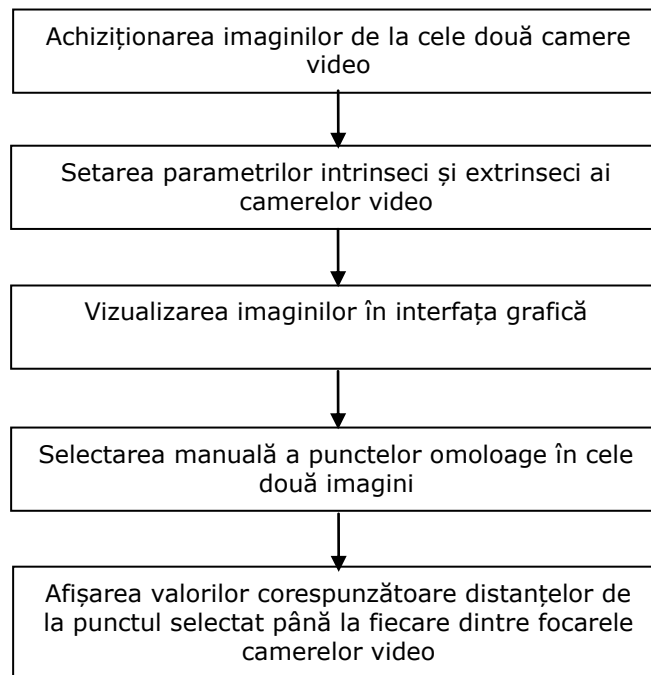 Achiziționarea imaginilor de la cele două camere
video
Setarea parametrilor intrinseci și extrinseci ai
camerelor video
Vizualizarea imaginilor în interfața grafică
Selectarea manuală a punctelor omoloage în cele
două imagini
Afișarea valorilor corespunzătoare distanțelor de
la punctul selectat până la fiecare dintre focarele
camerelor video